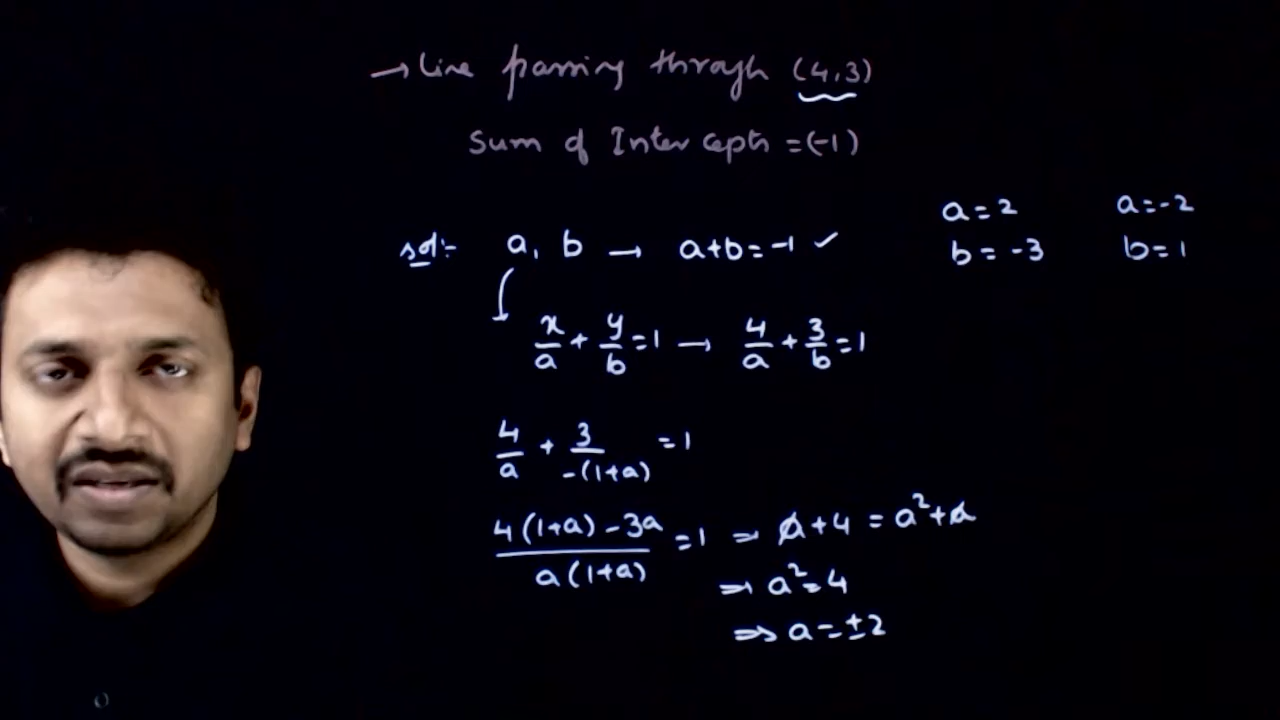 → Line passing through (4,3)
Sum of Intercepts = (-1)
a=2 a=-2
sol:- a, b → a+b=-1 ✓ b=-3 b=1
x/a + y/b = 1 → 4/a + 3/b = 1
4/a + 3/-(1+a) = 1
4(1+a)-3a/a(1+a) = 1 ⇒ a+4 = a²+a
⇒ a²=4
⇒ a=±2